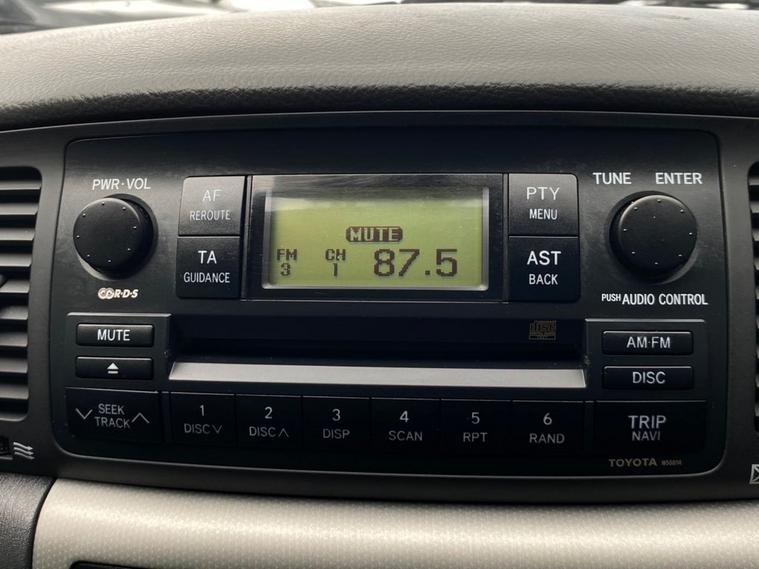 PWR·VOL
AF
REROUTE
TA
GUIDANCE
MUTE
FM
3
CH
1
87.5
PTY
MENU
AST
BACK
TUNE ENTER
PUSH AUDIO CONTROL
R·D·S
MUTE
DISC
AM·FM
DISC
SEEK
TRACK
1
DISC
2
DISC
3
DISP
4
SCAN
5
RPT
6
RAND
TRIP
NAVI
TOYOTA